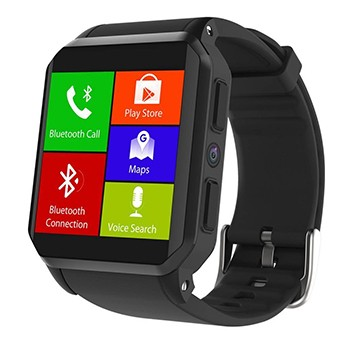 Bluetooth Call
Play Store
G
Maps
Bluetooth
Connection
Voice Search